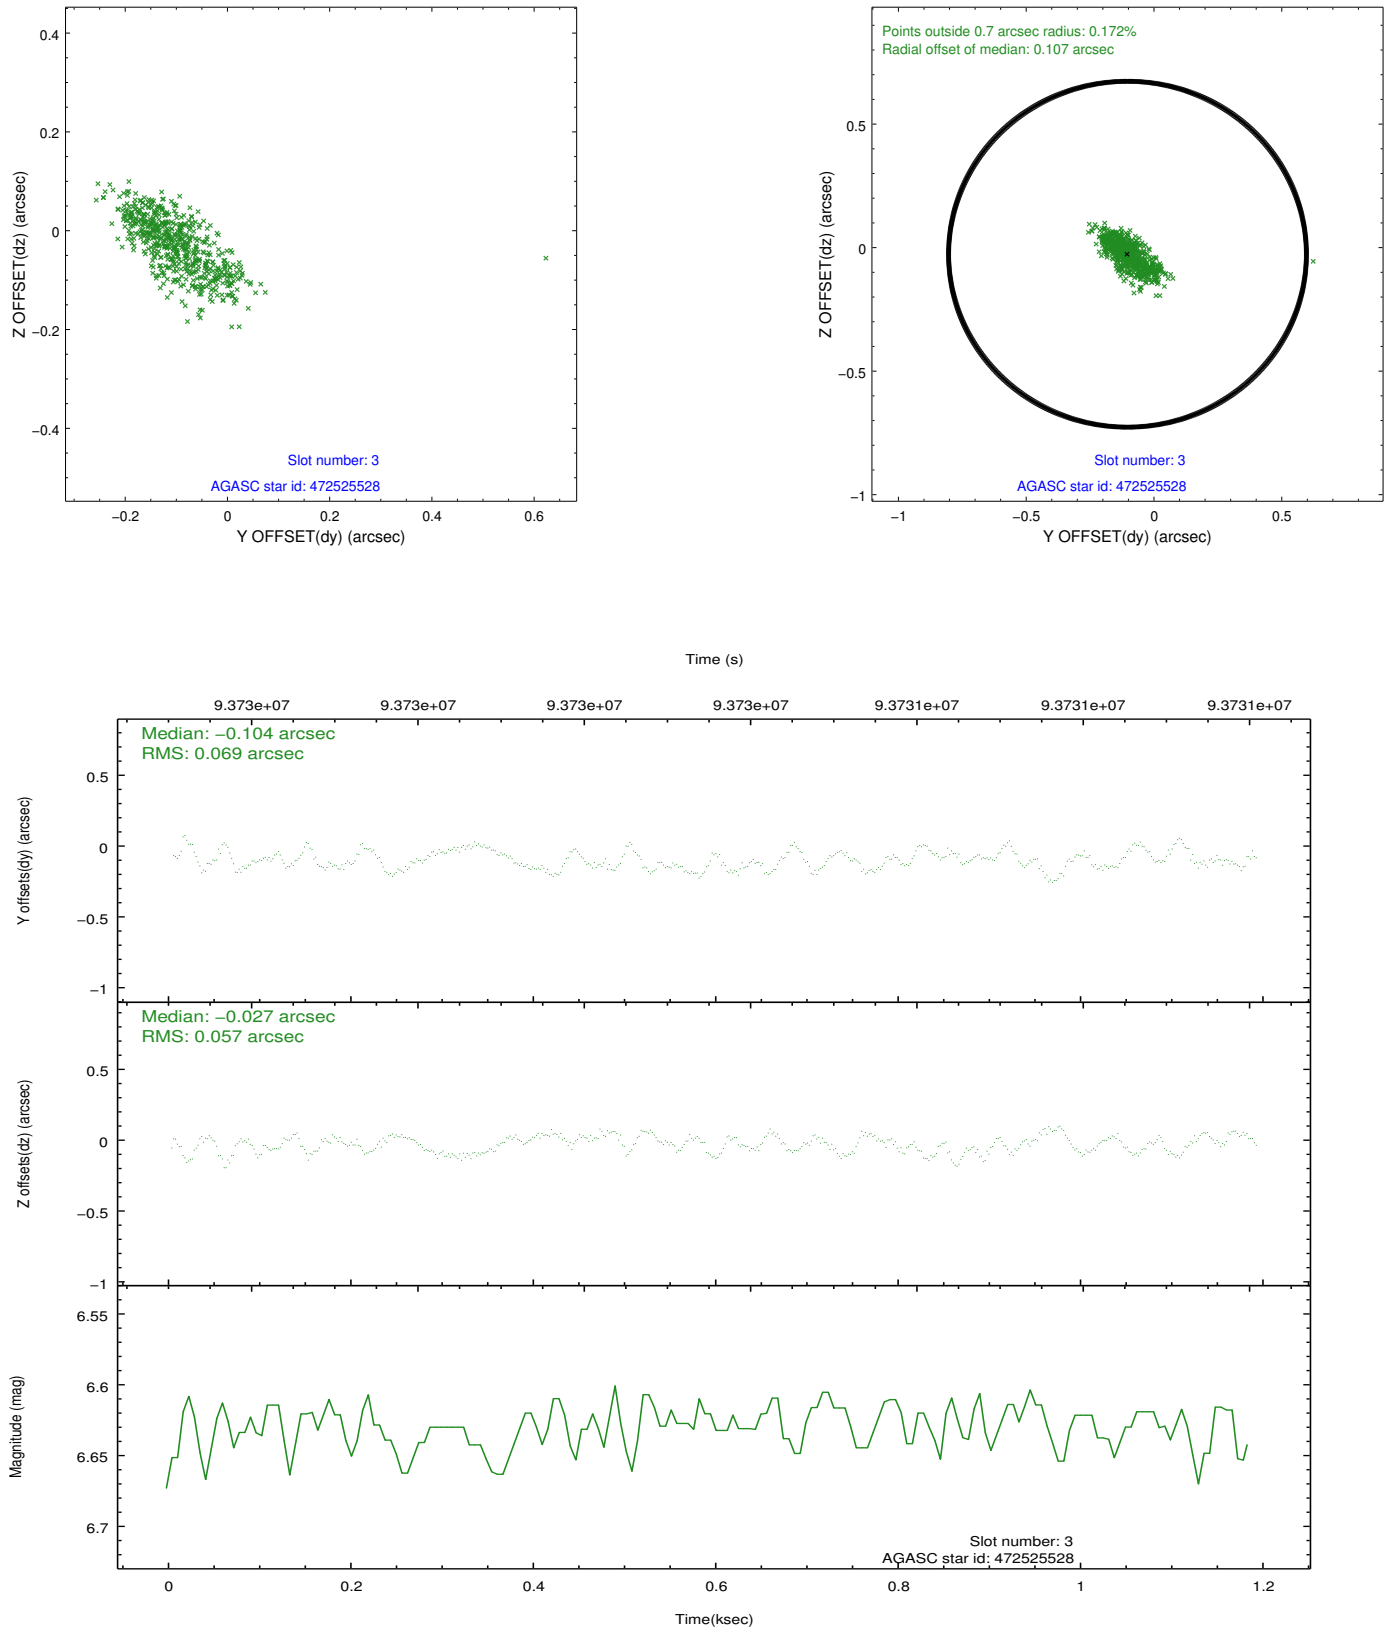 0.4
0.2
0
−0.2
−0.4
Z OFFSET(dz) (arcsec)
Slot number: 3
AGASC star id: 472525528
−0.2 0 0.2 0.4 0.6
Y OFFSET(dy) (arcsec)
Points outside 0.7 arcsec radius: 0.172%
Radial offset of median: 0.107 arcsec
0.5
0
−0.5
−1
Z OFFSET(dz) (arcsec)
Slot number: 3
AGASC star id: 472525528
−1 −0.5 0 0.5
Y OFFSET(dy) (arcsec)
Time (s)
9.373e+07 9.373e+07 9.373e+07 9.373e+07 9.3731e+07 9.3731e+07 9.3731e+07
Median: −0.104 arcsec
RMS: 0.069 arcsec
0.5
0
−0.5
−1
Y offsets(dy) (arcsec)
Median: −0.027 arcsec
RMS: 0.057 arcsec
0.5
0
−0.5
−1
Z offsets(dz) (arcsec)
6.55
6.6
6.65
6.7
Magnitude (mag)
Slot number: 3
AGASC star id: 472525528
0 0.2 0.4 0.6 0.8 1 1.2
Time(ksec)